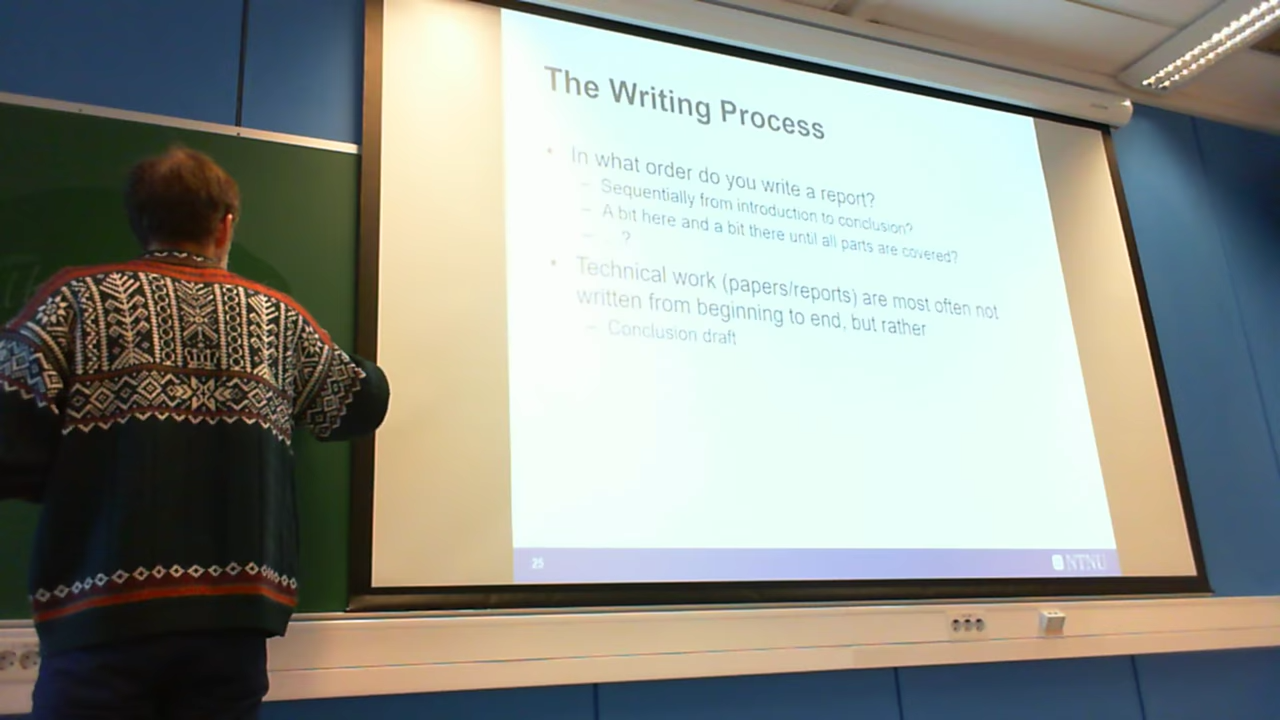 The Writing Process
• In what order do you write a report?
– Sequentially from introduction to conclusion?
– A bit here and a bit there until all parts are covered?
– ?
• Technical work (papers/reports) are most often not
written from beginning to end, but rather
– Conclusion draft
25
NTNU